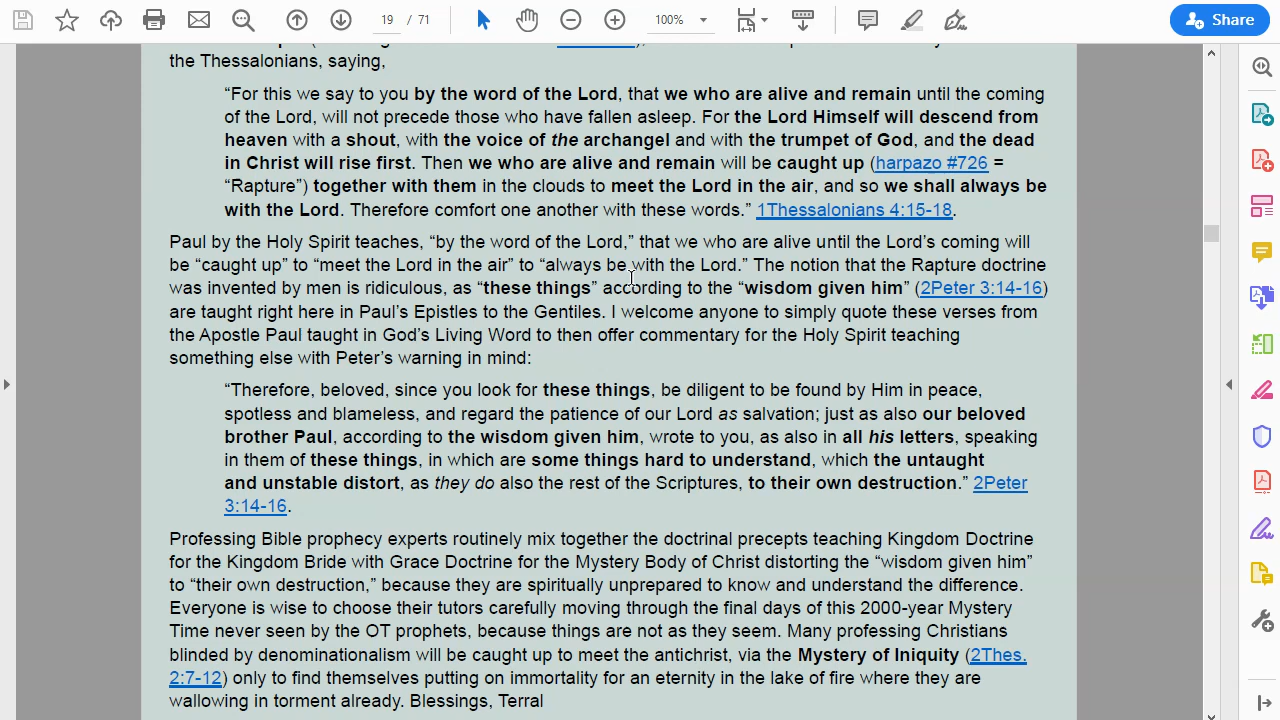 19 / 71
100%
Share
the Thessalonians, saying,
“For this we say to you by the word of the Lord, that we who are alive and remain until the coming
of the Lord, will not precede those who have fallen asleep. For the Lord Himself will descend from
heaven with a shout, with the voice of the archangel and with the trumpet of God, and the dead
in Christ will rise first. Then we who are alive and remain will be caught up (harpazo #726 =
“Rapture”) together with them in the clouds to meet the Lord in the air, and so we shall always be
with the Lord. Therefore comfort one another with these words.” 1Thessalonians 4:15-18.
Paul by the Holy Spirit teaches, “by the word of the Lord,” that we who are alive until the Lord’s coming will
be “caught up” to “meet the Lord in the air” to “always be with the Lord.” The notion that the Rapture doctrine
was invented by men is ridiculous, as “these things” according to the “wisdom given him” (2Peter 3:14-16)
are taught right here in Paul’s Epistles to the Gentiles. I welcome anyone to simply quote these verses from
the Apostle Paul taught in God’s Living Word to then offer commentary for the Holy Spirit teaching
something else with Peter’s warning in mind:
“Therefore, beloved, since you look for these things, be diligent to be found by Him in peace,
spotless and blameless, and regard the patience of our Lord as salvation; just as also our beloved
brother Paul, according to the wisdom given him, wrote to you, as also in all his letters, speaking
in them of these things, in which are some things hard to understand, which the untaught
and unstable distort, as they do also the rest of the Scriptures, to their own destruction.” 2Peter
3:14-16.
Professing Bible prophecy experts routinely mix together the doctrinal precepts teaching Kingdom Doctrine
for the Kingdom Bride with Grace Doctrine for the Mystery Body of Christ distorting the “wisdom given him”
to “their own destruction,” because they are spiritually unprepared to know and understand the difference.
Everyone is wise to choose their tutors carefully moving through the final days of this 2000-year Mystery
Time never seen by the OT prophets, because things are not as they seem. Many professing Christians
blinded by denominationalism will be caught up to meet the antichrist, via the Mystery of Iniquity (2Thes.
2:7-12) only to find themselves putting on immortality for an eternity in the lake of fire where they are
wallowing in torment already. Blessings, Terral